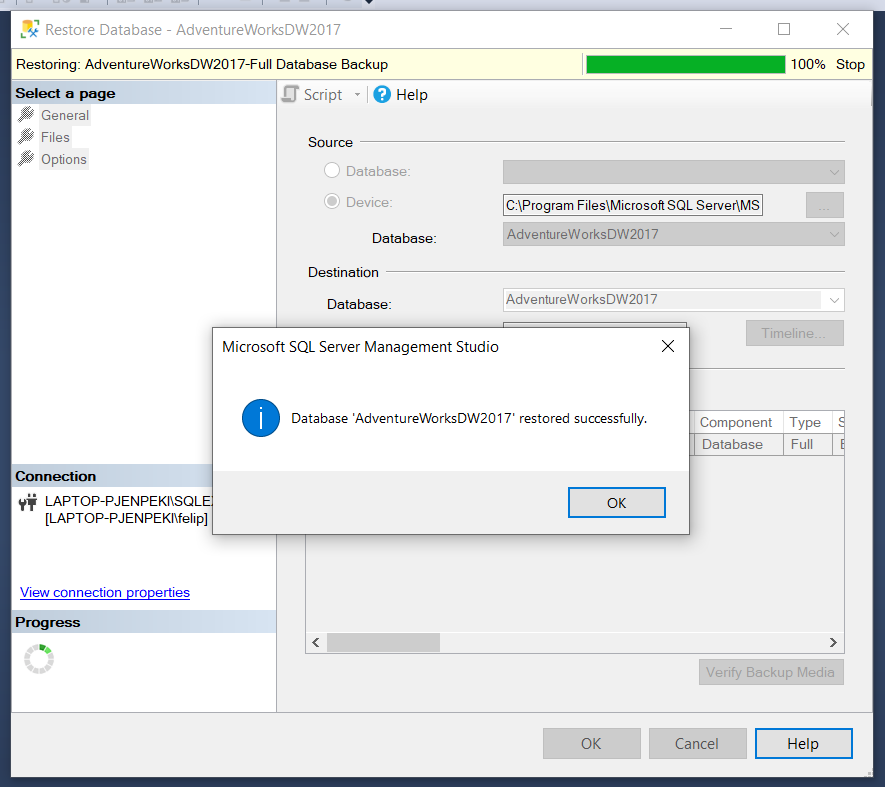 Restore Database - AdventureWorksDW2017
Restoring: AdventureWorksDW2017-Full Database Backup
100% Stop
Select a page
General
Files
Options
Script
Help
Source
Database:
Device:
C:\Program Files\Microsoft SQL Server\MS
...
Database:
AdventureWorksDW2017
Destination
Database:
AdventureWorksDW2017
Timeline...
Microsoft SQL Server Management Studio
Database 'AdventureWorksDW2017' restored successfully.
OK
Component Type
Database Full
Connection
LAPTOP-PJENPEKI\SQLEX
[LAPTOP-PJENPEKI\felip]
View connection properties
Progress
Verify Backup Media
OK Cancel Help